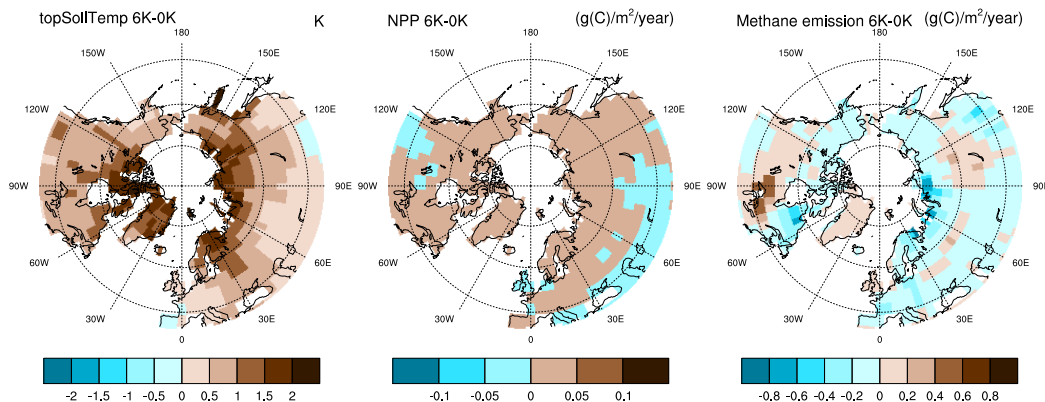 topSoilTemp 6K-0K K
180
150W 150E
120W 120E
90W 90E
60W 60E
30W 30E
0
-2 -1.5 -1 -0.5 0 0.5 1 1.5 2
NPP 6K-0K (g(C)/m²/year)
180
150W 150E
120W 120E
90W 90E
60W 60E
30W 30E
0
-0.1 -0.05 0 0.05 0.1
Methane emission 6K-0K (g(C)/m²/year)
180
150W 150E
120W 120E
90W 90E
60W 60E
30W 30E
0
-0.8 -0.6 -0.4 -0.2 0 0.2 0.4 0.6 0.8